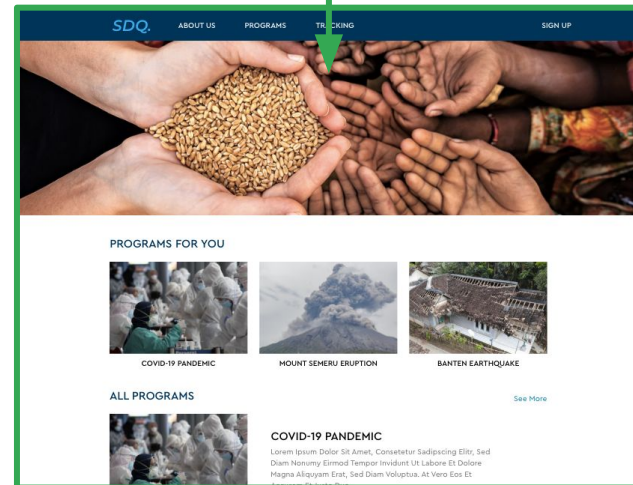 SDQ. ABOUT US PROGRAMS TRACKING SIGN UP
PROGRAMS FOR YOU
COVID-19 PANDEMIC MOUNT SEMERU ERUPTION BANTEN EARTHQUAKE
ALL PROGRAMS See More
COVID-19 PANDEMIC
Lorem Ipsum Dolor Sit Amet, Consetetur Sadipscing Elitr, Sed
Diam Nonumy Eirmod Tempor Invidunt Ut Labore Et Dolore
Magna Aliquyam Erat, Sed Diam Voluptua. At Vero Eos Et